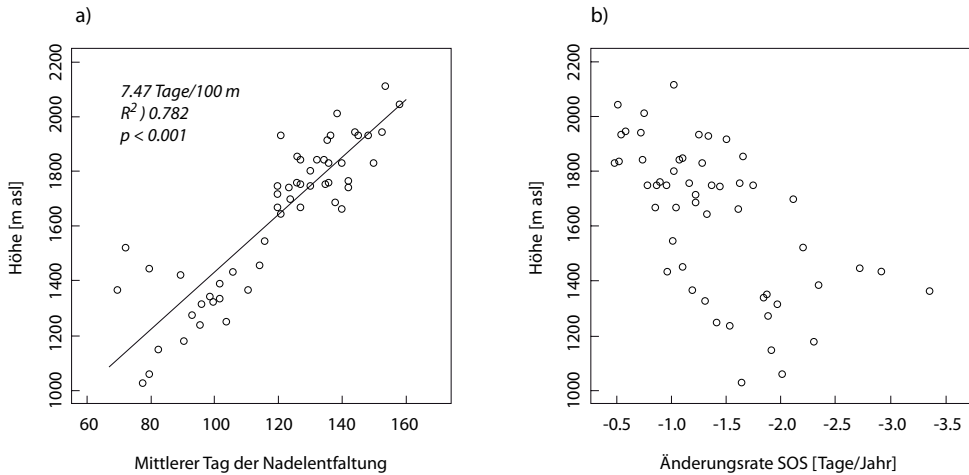 a)
7.47 Tage/100 m
R² ) 0.782
p < 0.001
Höhe [m asl]
2200
2000
1800
1600
1400
1200
1000
60 80 100 120 140 160
Mittlerer Tag der Nadelentfaltung
b)
Höhe [m asl]
2200
2000
1800
1600
1400
1200
1000
-0.5 -1.0 -1.5 -2.0 -2.5 -3.0 -3.5
Änderungsrate SOS [Tage/Jahr]